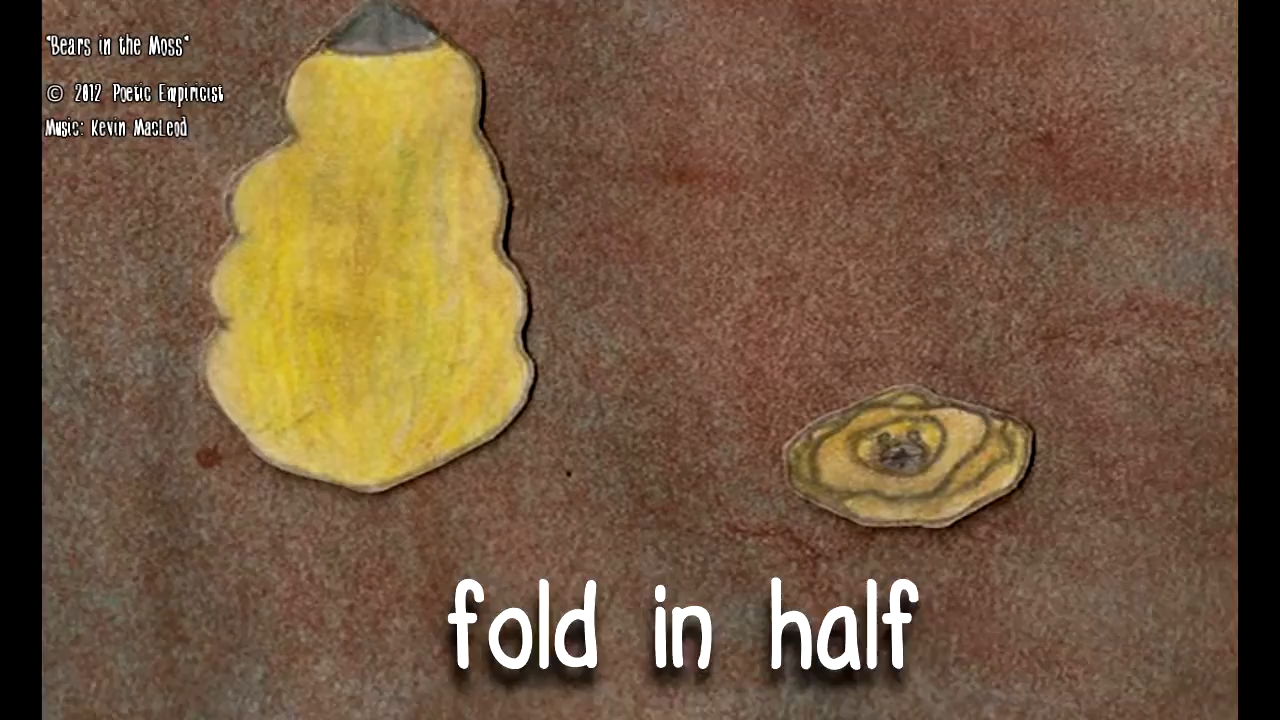 "Bears in the Moss"
© 2012 Poetic Empiricist
Music: Kevin MacLeod
fold in half